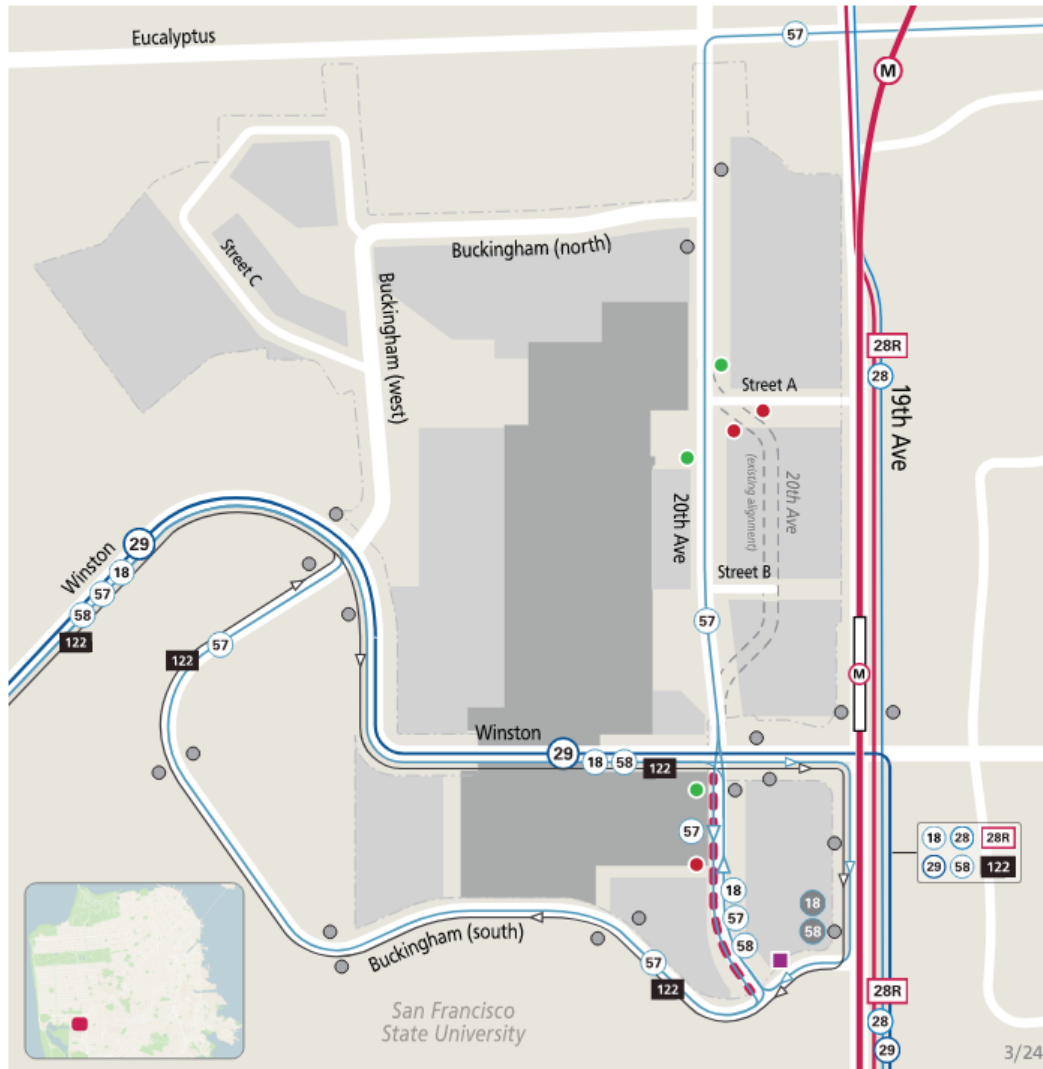 Eucalyptus
57
M
Buckingham (north)
Street C
Buckingham (west)
28R
28
19th Ave
Street A
20th Ave
(existing alignment)
20th Ave
Street B
Winston
29
18
57
58
122
122
57
57
M
Winston
29
18
58
122
57
18
57
58
18
58
18
28
28R
29
58
122
Buckingham (south)
57
122
San Francisco
State University
28R
28
29
3/24